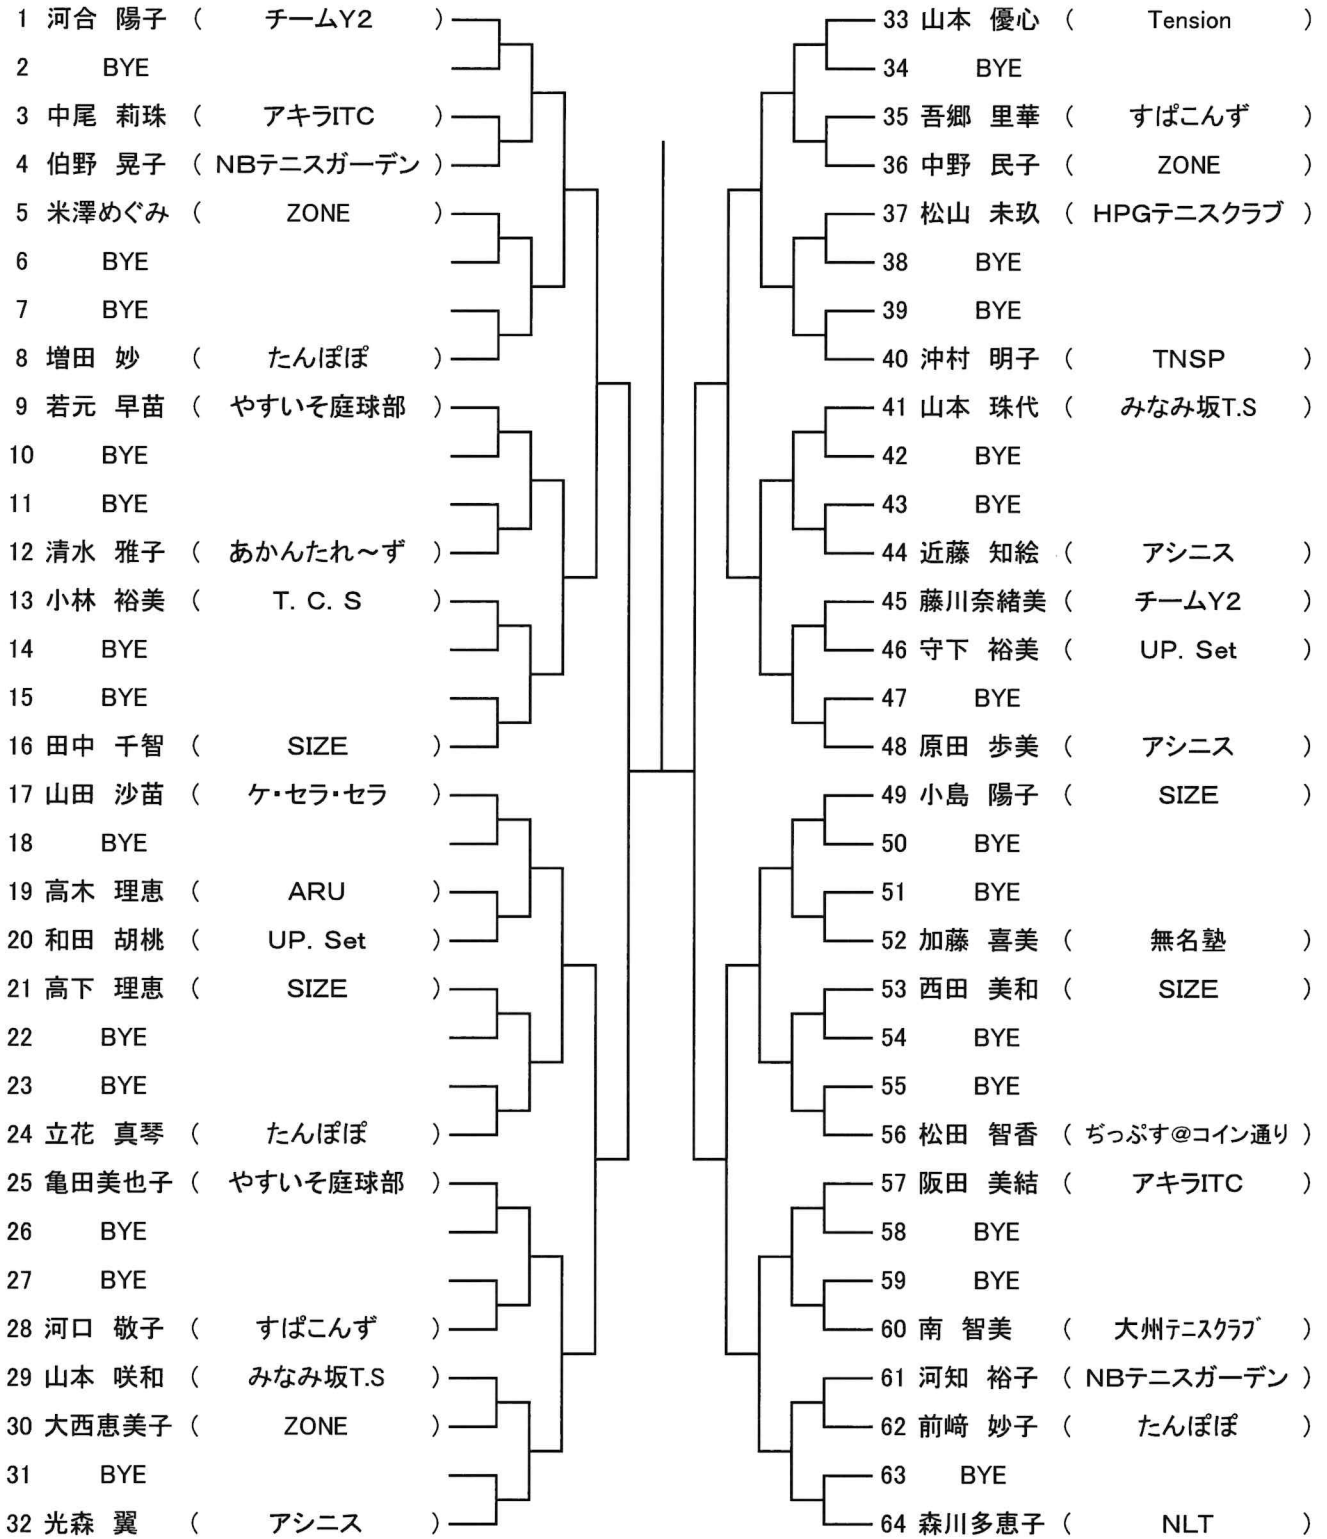 1 河合 陽子 ( チームY2 )
2 BYE
3 中尾 莉珠 ( アキラITC )
4 伯野 晃子 ( NBテニスガーデン )
5 米澤めぐみ ( ZONE )
6 BYE
7 BYE
8 増田 妙 ( たんぽぽ )
9 若元 早苗 ( やすいそ庭球部 )
10 BYE
11 BYE
12 清水 雅子 ( あかんたれ～ず )
13 小林 裕美 ( T. C. S )
14 BYE
15 BYE
16 田中 千智 ( SIZE )
17 山田 沙苗 ( ケ・セラ・セラ )
18 BYE
19 高木 理恵 ( ARU )
20 和田 胡桃 ( UP. Set )
21 高下 理恵 ( SIZE )
22 BYE
23 BYE
24 立花 真琴 ( たんぽぽ )
25 亀田美也子 ( やすいそ庭球部 )
26 BYE
27 BYE
28 河口 敬子 ( すぱこんず )
29 山本 咲和 ( みなみ坂T.S )
30 大西恵美子 ( ZONE )
31 BYE
32 光森 翼 ( アシニス )
33 山本 優心 ( Tension )
34 BYE
35 吾郷 里華 ( すぱこんず )
36 中野 民子 ( ZONE )
37 松山 未玖 ( HPGテニスクラブ )
38 BYE
39 BYE
40 沖村 明子 ( TNSP )
41 山本 珠代 ( みなみ坂T.S )
42 BYE
43 BYE
44 近藤 知絵 ( アシニス )
45 藤川奈緒美 ( チームY2 )
46 守下 裕美 ( UP. Set )
47 BYE
48 原田 歩美 ( アシニス )
49 小島 陽子 ( SIZE )
50 BYE
51 BYE
52 加藤 喜美 ( 無名塾 )
53 西田 美和 ( SIZE )
54 BYE
55 BYE
56 松田 智香 ( ぢっぷす@コイン通り )
57 阪田 美結 ( アキラITC )
58 BYE
59 BYE
60 南 智美 ( 大州ﾃﾆｽｸﾗﾌﾞ )
61 河知 裕子 ( NBテニスガーデン )
62 前﨑 妙子 ( たんぽぽ )
63 BYE
64 森川多恵子 ( NLT )